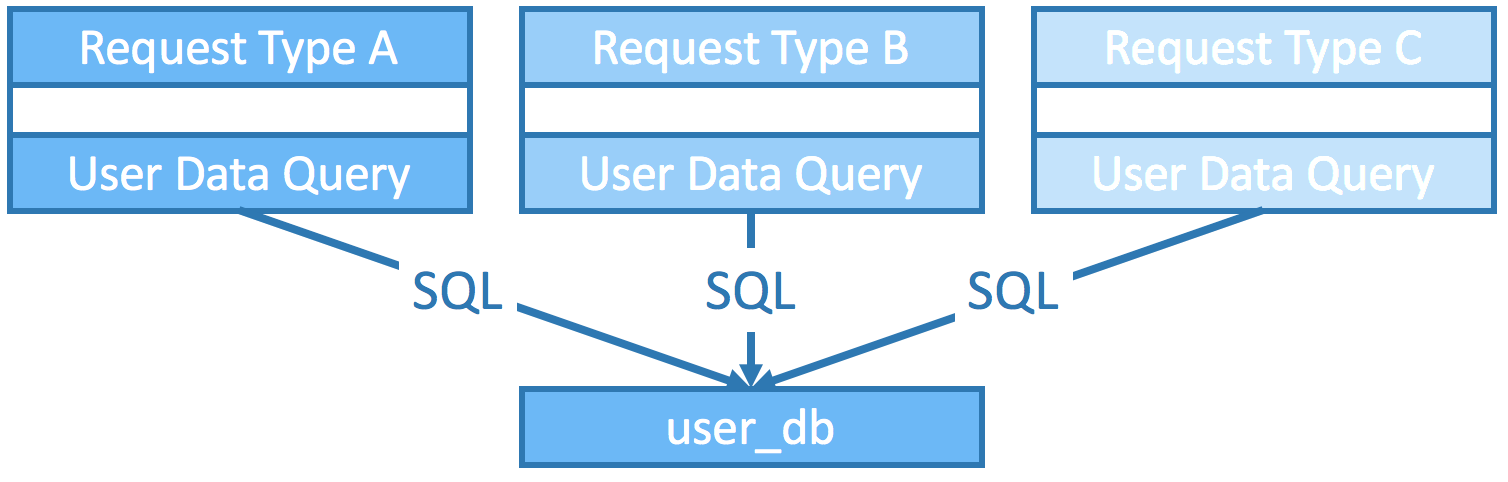 Request Type A
Request Type B
Request Type C
User Data Query
User Data Query
User Data Query
SQL
SQL
SQL
user_db